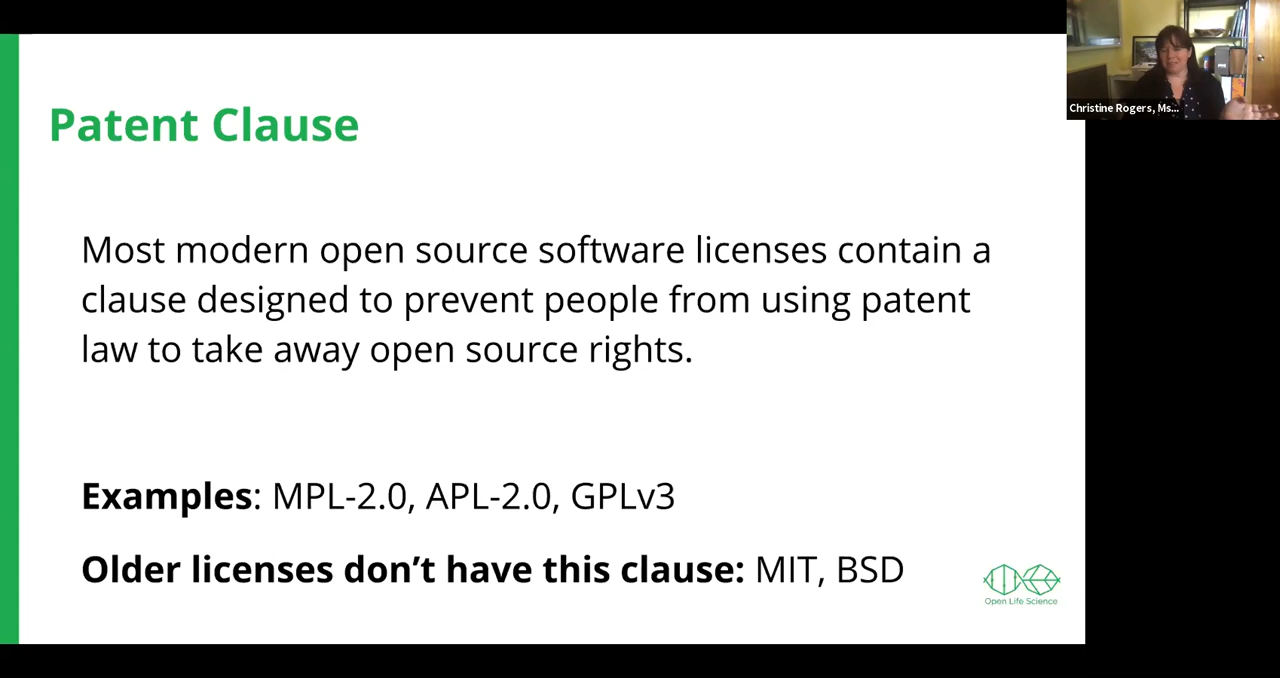 Patent Clause
Christine Rogers, Ms...
Most modern open source software licenses contain a
clause designed to prevent people from using patent
law to take away open source rights.
Examples: MPL-2.0, APL-2.0, GPLv3
Older licenses don’t have this clause: MIT, BSD
Open Life Science